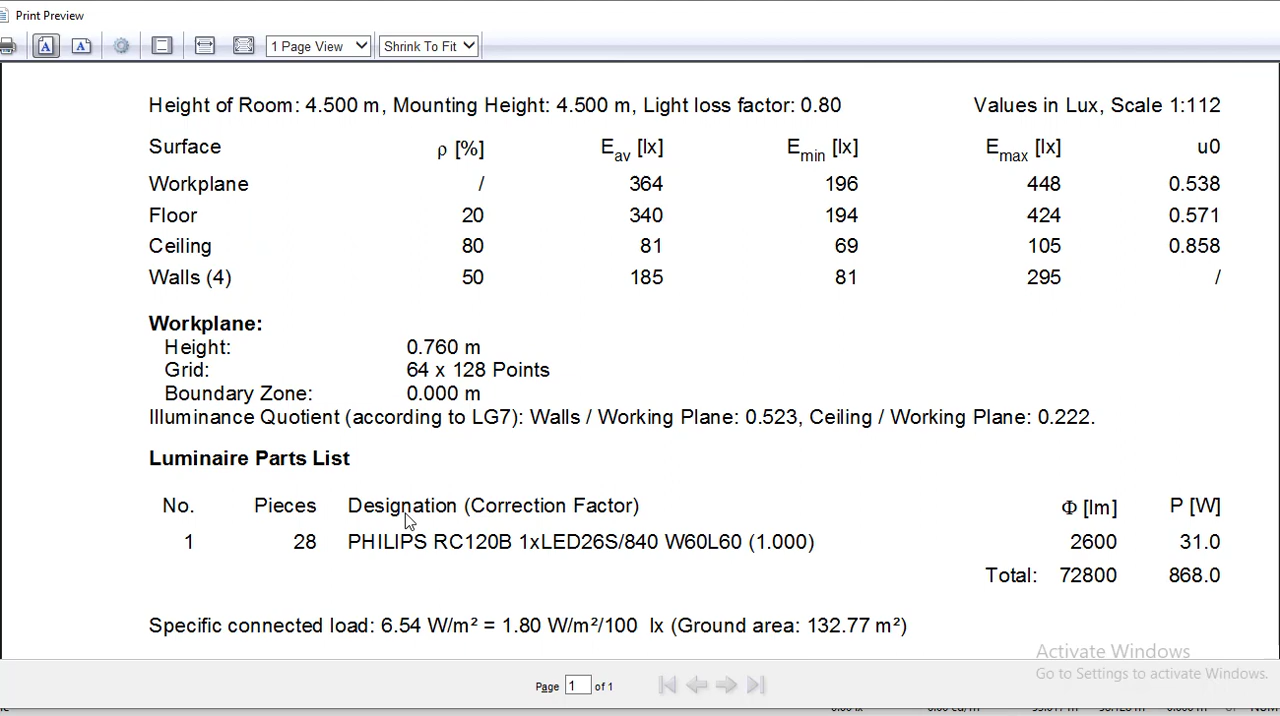 Print Preview
1 Page View Shrink To Fit
Height of Room: 4.500 m, Mounting Height: 4.500 m, Light loss factor: 0.80 Values in Lux, Scale 1:112
Surface ρ [%] Eav [lx] Emin [lx] Emax [lx] u0
Workplane / 364 196 448 0.538
Floor 20 340 194 424 0.571
Ceiling 80 81 69 105 0.858
Walls (4) 50 185 81 295 /
Workplane:
Height: 0.760 m
Grid: 64 x 128 Points
Boundary Zone: 0.000 m
Illuminance Quotient (according to LG7): Walls / Working Plane: 0.523, Ceiling / Working Plane: 0.222.
Luminaire Parts List
No. Pieces Designation (Correction Factor) Φ [lm] P [W]
1 28 PHILIPS RC120B 1xLED26S/840 W60L60 (1.000) 2600 31.0
Total: 72800 868.0
Specific connected load: 6.54 W/m² = 1.80 W/m²/100 lx (Ground area: 132.77 m²)
Activate Windows
Go to Settings to activate Windows.
Page 1 of 1